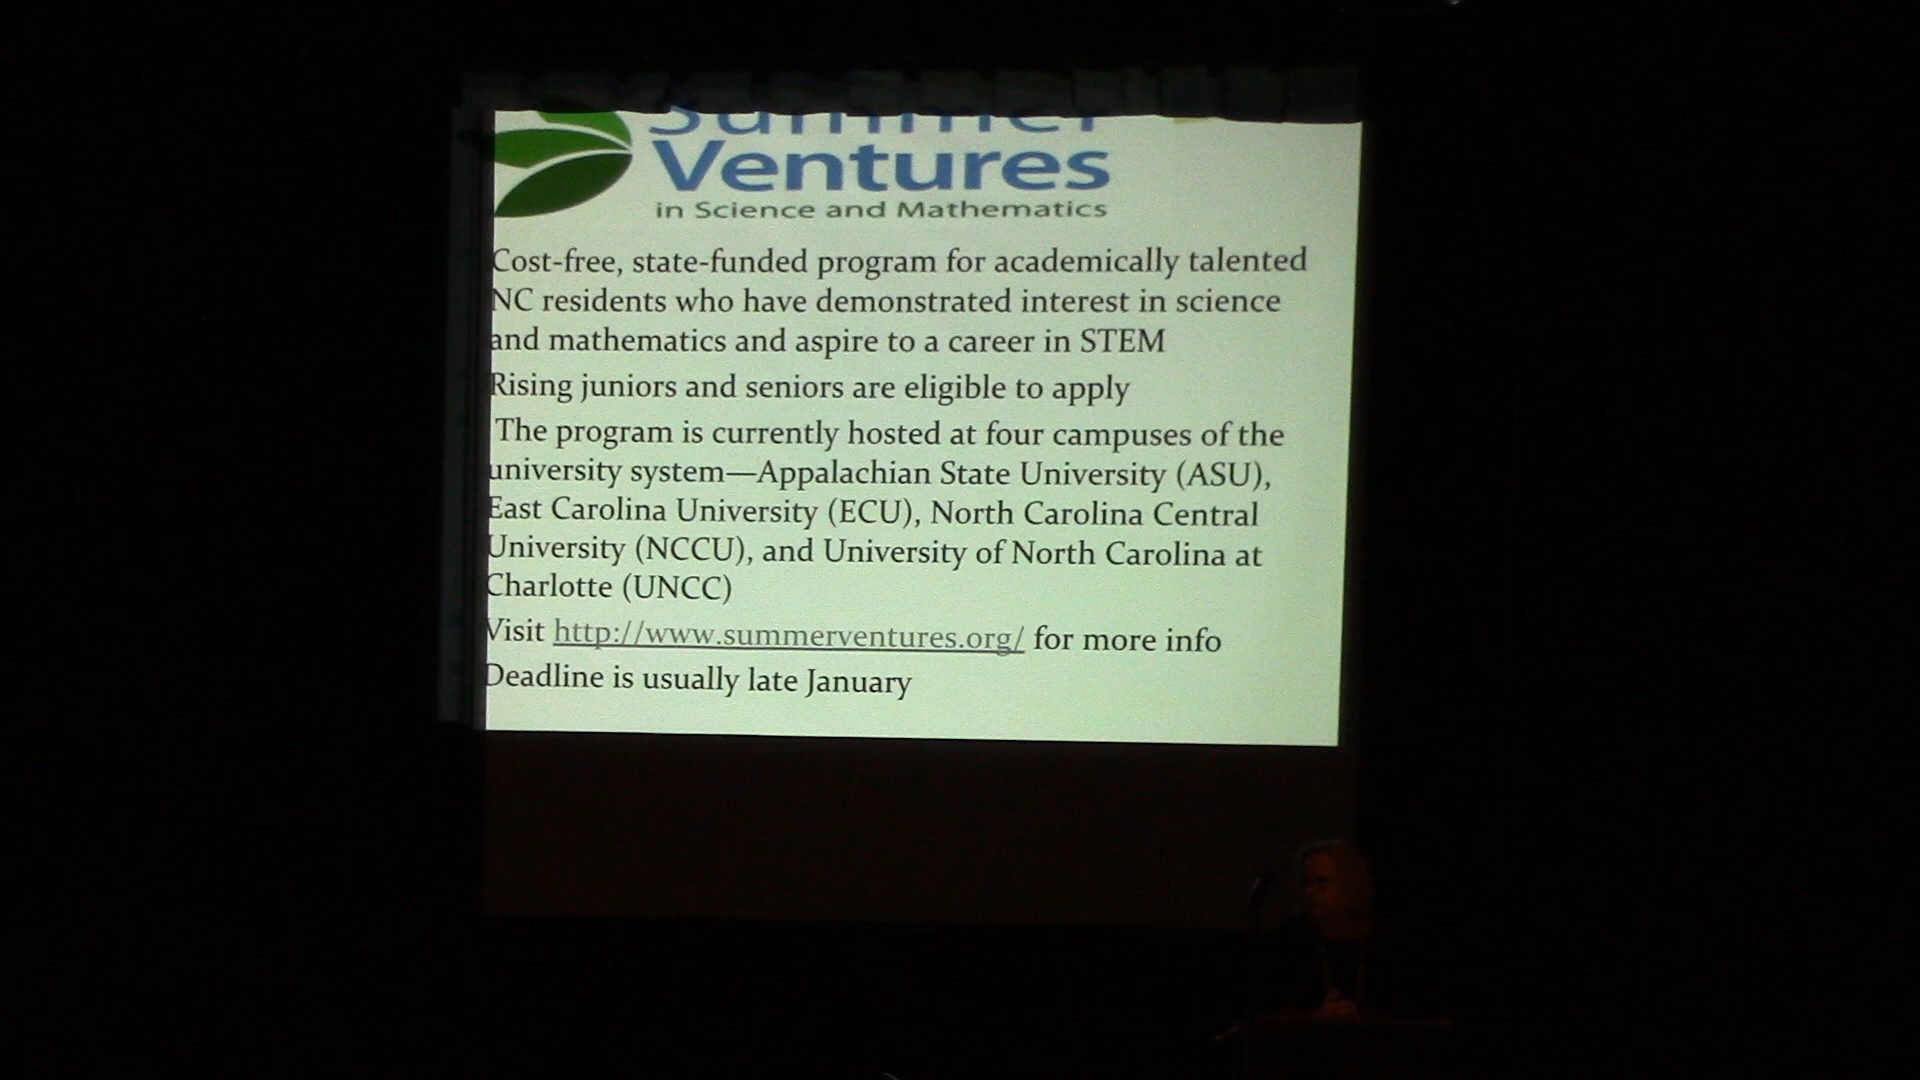 Summer
Ventures
in Science and Mathematics
Cost-free, state-funded program for academically talented
NC residents who have demonstrated interest in science
and mathematics and aspire to a career in STEM
Rising juniors and seniors are eligible to apply
The program is currently hosted at four campuses of the
university system—Appalachian State University (ASU),
East Carolina University (ECU), North Carolina Central
University (NCCU), and University of North Carolina at
Charlotte (UNCC)
Visit http://www.summerventures.org/ for more info
Deadline is usually late January